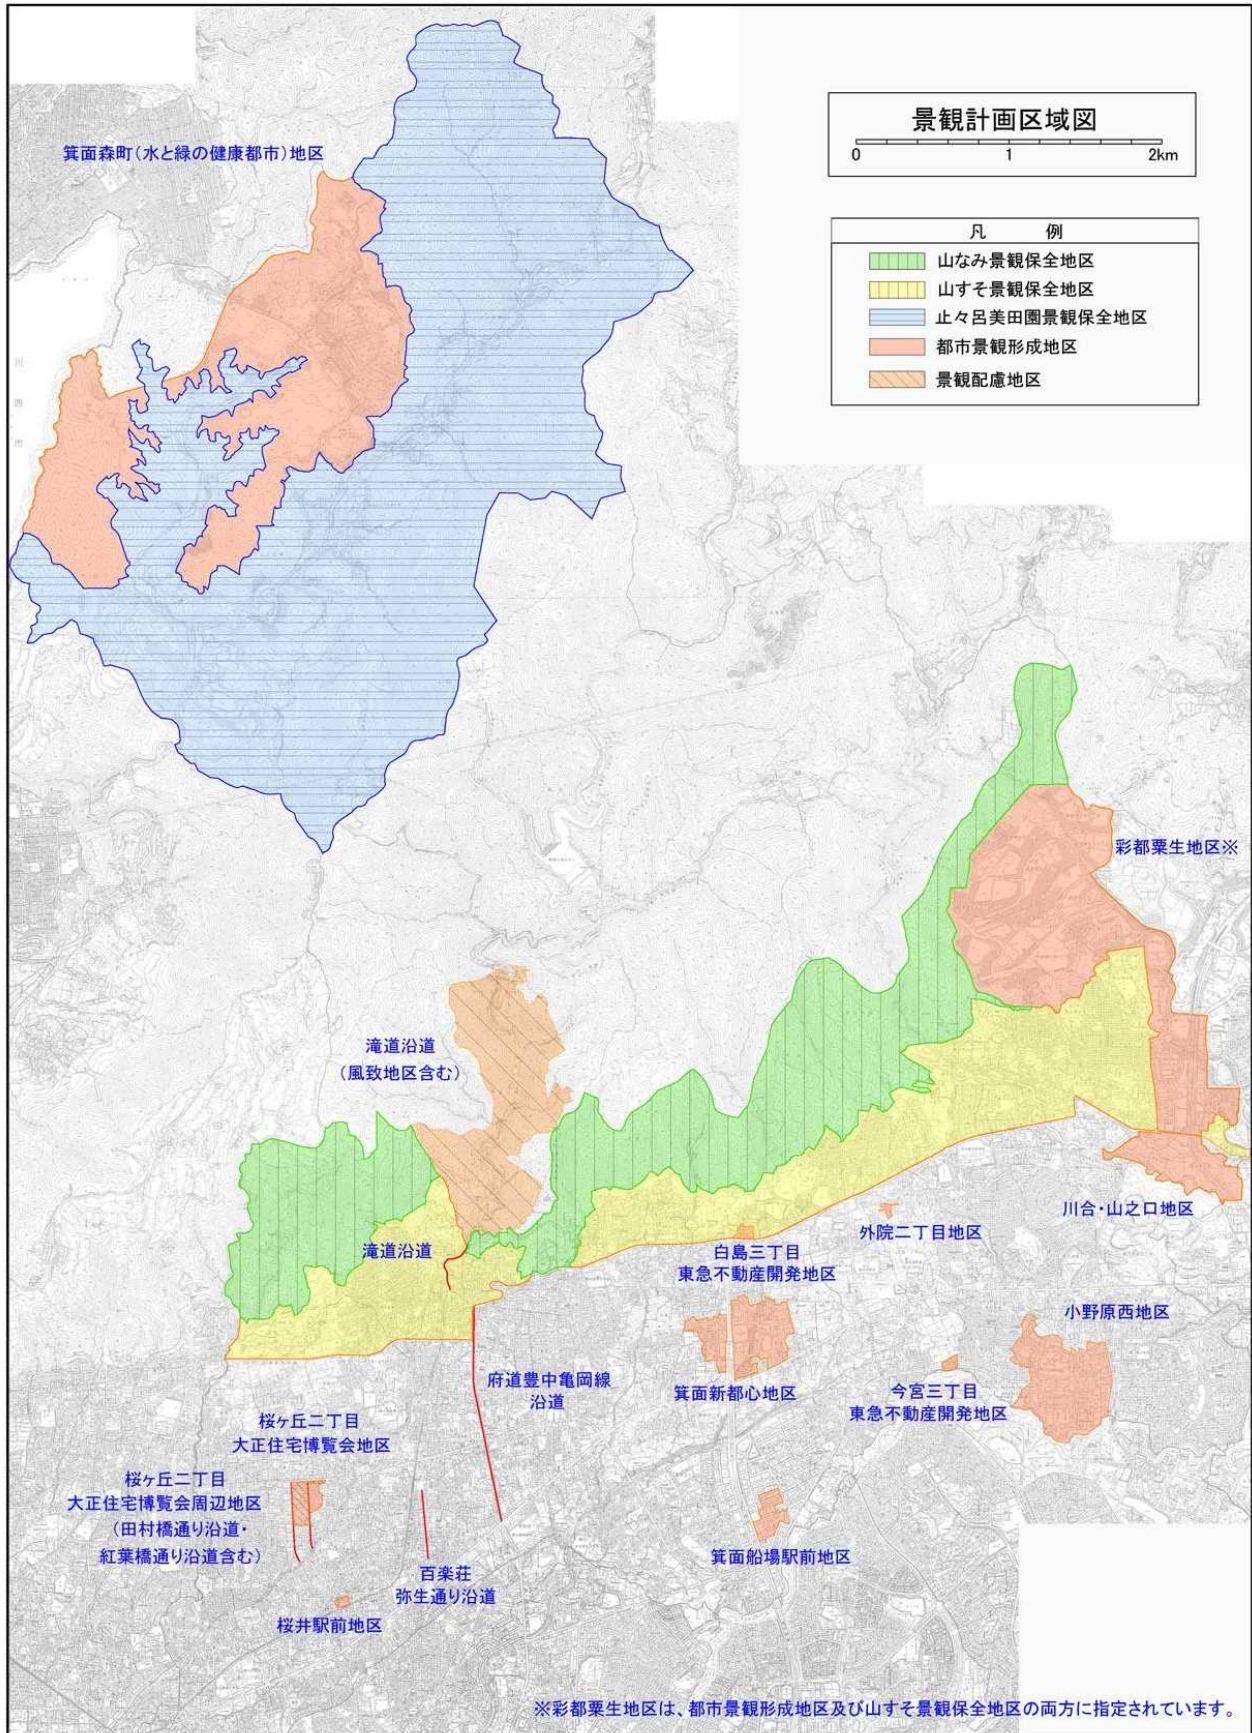 景観計画区域図
0 1 2km
凡 例
山なみ景観保全地区
山すそ景観保全地区
止々呂美田園景観保全地区
都市景観形成地区
景観配慮地区
箕面森町(水と緑の健康都市)地区
川西市
茨木市
彩都粟生地区※
滝道沿道
(風致地区含む)
滝道沿道
川合・山之口地区
外院二丁目地区
白島三丁目
東急不動産開発地区
小野原西地区
府道豊中亀岡線
沿道
箕面新都心地区
今宮三丁目
東急不動産開発地区
桜ヶ丘二丁目
大正住宅博覧会地区
桜ヶ丘二丁目
大正住宅博覧会周辺地区
(田村橋通り沿道・
紅葉橋通り沿道含む)
百楽荘
弥生通り沿道
箕面船場駅前地区
桜井駅前地区
※彩都粟生地区は、都市景観形成地区及び山すそ景観保全地区の両方に指定されています。